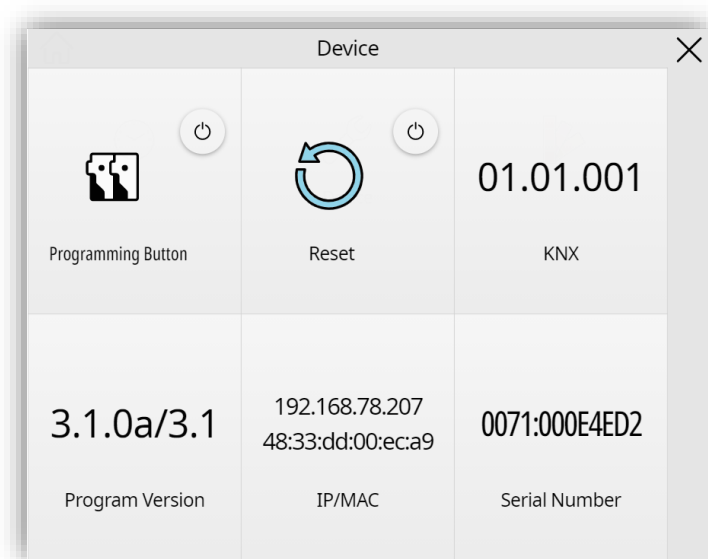 Device
Programming Button
Reset
01.01.001
KNX
3.1.0a/3.1
Program Version
192.168.78.207
48:33:dd:00:ec:a9
IP/MAC
0071:000E4ED2
Serial Number